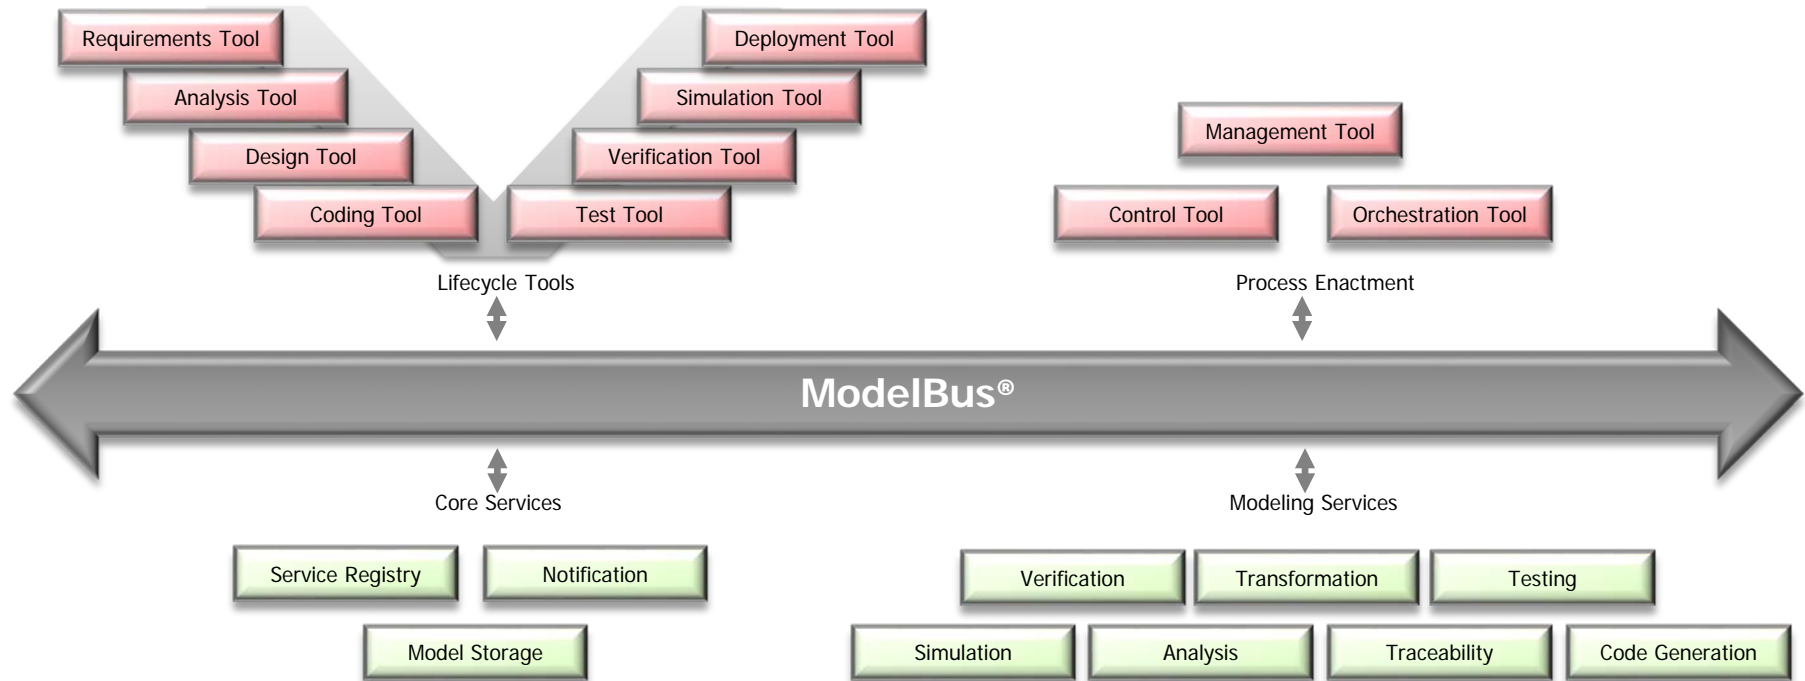 Requirements Tool
Analysis Tool
Design Tool
Coding Tool
Deployment Tool
Simulation Tool
Verification Tool
Test Tool
Lifecycle Tools
Management Tool
Control Tool
Orchestration Tool
Process Enactment
ModelBus®
Core Services
Service Registry
Notification
Model Storage
Modeling Services
Verification
Transformation
Testing
Simulation
Analysis
Traceability
Code Generation